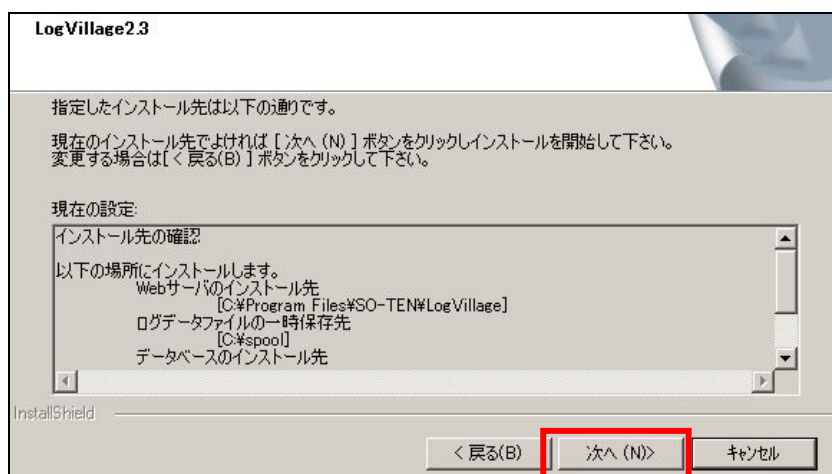 LogVillage2.3
指定したインストール先は以下の通りです。
現在のインストール先でよければ [ 次へ (N) ] ボタンをクリックしインストールを開始して下さい。
変更する場合は[ < 戻る(B) ] ボタンをクリックして下さい。
現在の設定:
インストール先の確認
以下の場所にインストールします。
Webサーバのインストール先
[C:¥Program Files¥SO-TEN¥LogVillage]
ログデータファイルの一時保存先
[C:¥spool]
データベースのインストール先
InstallShield
< 戻る(B)
次へ (N)>
キャンセル